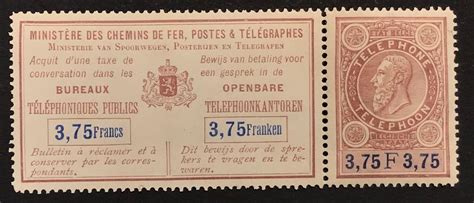 MINISTÈRE DES CHEMINS DE FER, POSTES & TÉLÉGRAPHES
MINISTERIE VAN SPOORWEGEN, POSTERIJEN EN TELEGRAFEN
Acquit d'une taxe de
conversation dans les
BUREAUX
TÉLÉPHONIQUES PUBLICS
3,75 Francs
Bulletin à réclamer et à
conserver par les corres-
pondants.
Bewijs van betaling voor
een gesprek in de
OPENBARE
TELEPHOONKANTOREN
3,75 Franken
Dit bewijs door de spre-
kers te vragen en te be-
waren.
ETAT BELGE
TELEPHONE
TELEPHOON
3,75 F 3,75